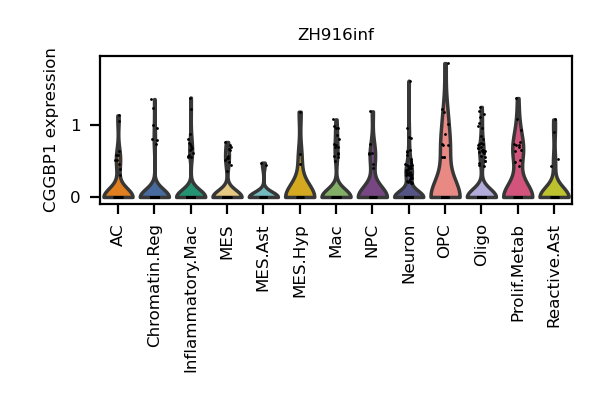 ZH916inf
CGGBP1 expression
1
0
AC
Chromatin.Reg
Inflammatory.Mac
MES
MES.Ast
MES.Hyp
Mac
NPC
Neuron
OPC
Oligo
Prolif.Metab
Reactive.Ast